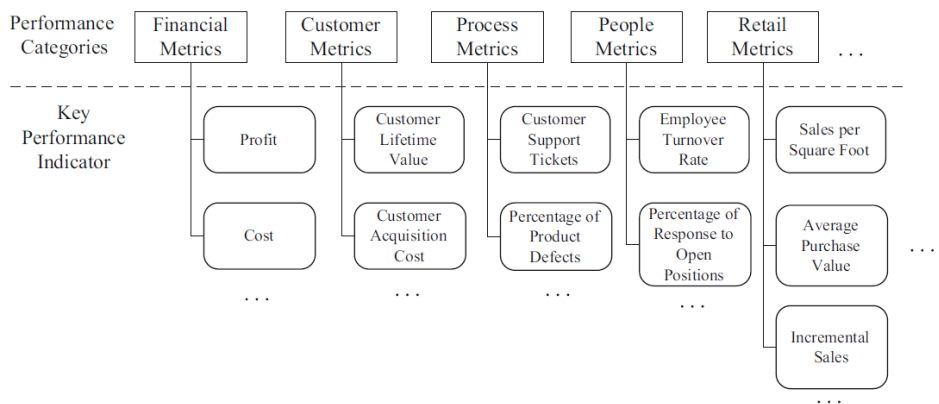 Performance
Categories
Financial
Metrics
Customer
Metrics
Process
Metrics
People
Metrics
Retail
Metrics
. . .
Key
Performance
Indicator
Profit
Customer
Lifetime
Value
Customer
Support
Tickets
Employee
Turnover
Rate
Sales per
Square Foot
Cost
Customer
Acquisition
Cost
Percentage of
Product
Defects
Percentage of
Response to
Open
Positions
Average
Purchase
Value
. . .
. . .
. . .
. . .
. . .
Incremental
Sales
. . .